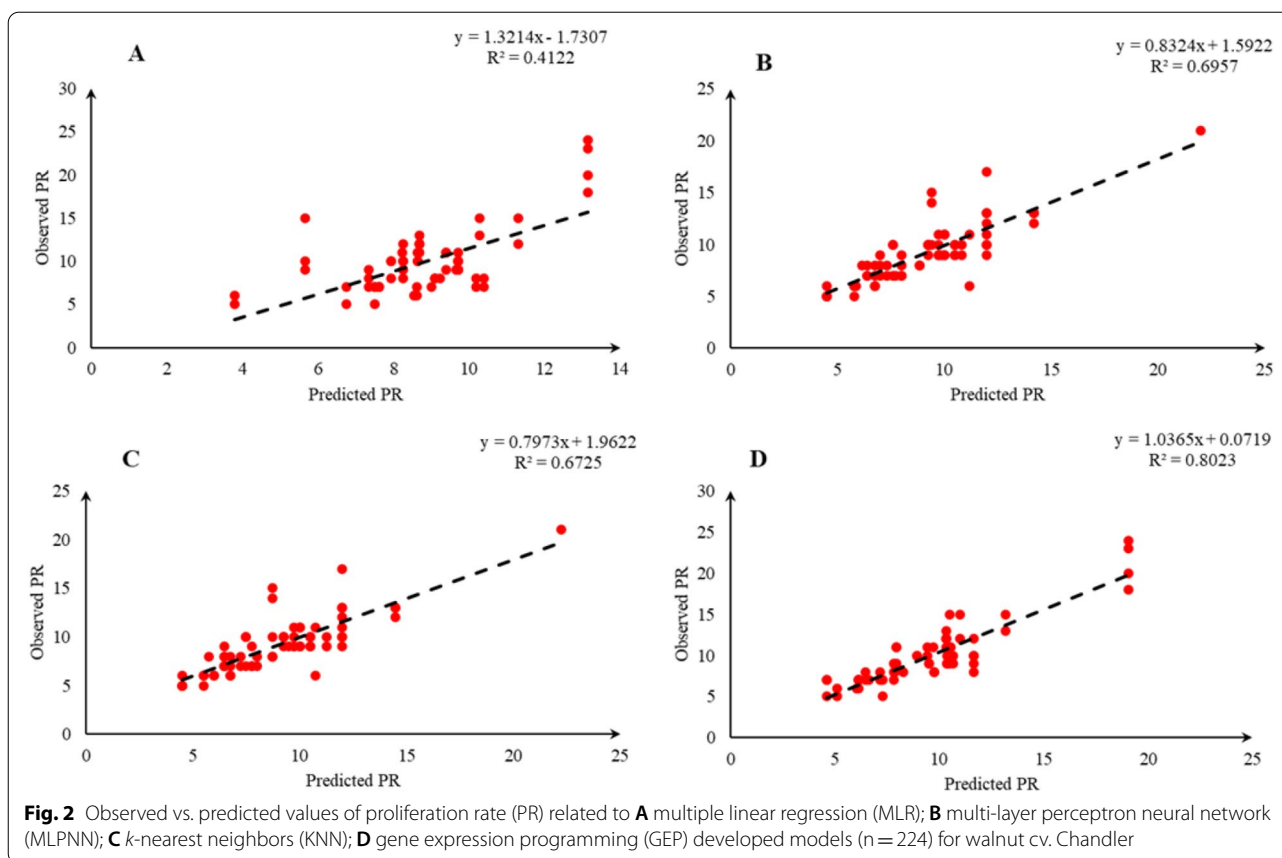 A
y = 1.3214x - 1.7307
R² = 0.4122
30
25
20
15
10
5
0
Observed PR
0 2 4 6 8 10 12 14
Predicted PR
B
y = 0.8324x + 1.5922
R² = 0.6957
25
20
15
10
5
0
Observed PR
0 5 10 15 20 25
Predicted PR
C
y = 0.7973x + 1.9622
R² = 0.6725
25
20
15
10
5
0
Observed PR
0 5 10 15 20 25
Predicted PR
D
y = 1.0365x + 0.0719
R² = 0.8023
30
25
20
15
10
5
0
Observed PR
0 5 10 15 20 25
Predicted PR
Fig. 2 Observed vs. predicted values of proliferation rate (PR) related to A multiple linear regression (MLR); B multi-layer perceptron neural network
(MLPNN); C k-nearest neighbors (KNN); D gene expression programming (GEP) developed models (n = 224) for walnut cv. Chandler